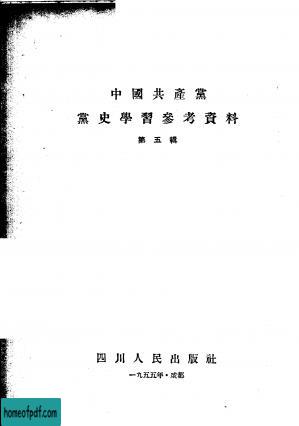 中國共產黨
黨史學習參考資料
第五輯
四川人民出版社
一九五五年·成都
homeofpdf.com